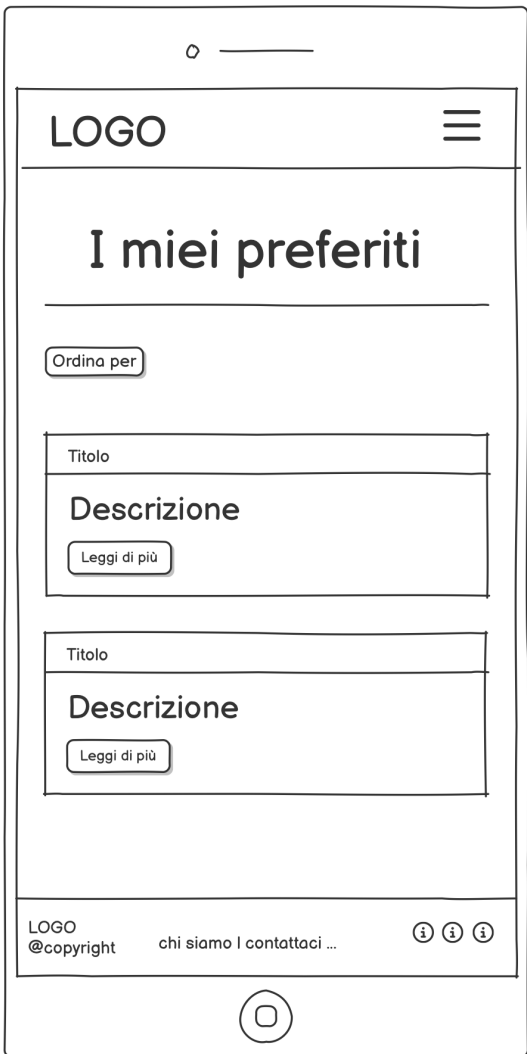 LOGO
I miei preferiti
Ordina per
Titolo
Descrizione
Leggi di più
Titolo
Descrizione
Leggi di più
LOGO
@copyright
chi siamo I contattaci ...
i i i